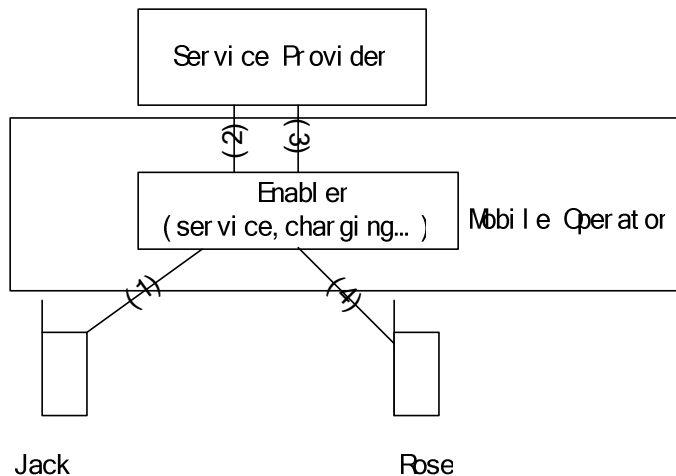 Service Provider
(2)
(3)
Enabler
(service, charging... )
Mobile Operator
(1)
(4)
Jack
Rose